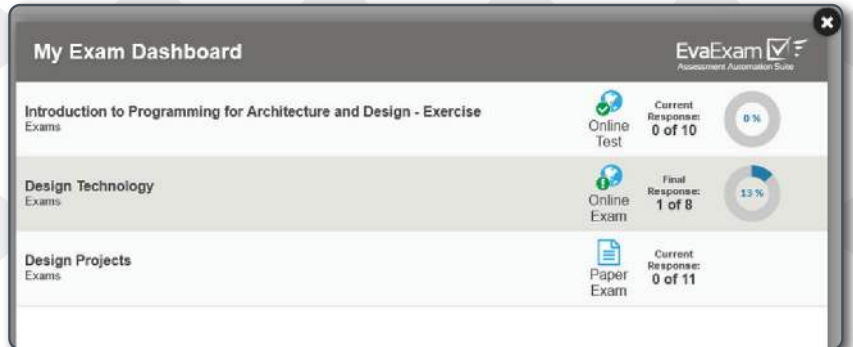 My Exam Dashboard
EvaExam
Assessment Automation Suite
Introduction to Programming for Architecture and Design - Exercise
Exams
Online
Test
Current
Response:
0 of 10
0 %
Design Technology
Exams
Online
Exam
Final
Response:
1 of 8
13 %
Design Projects
Exams
Paper
Exam
Current
Response:
0 of 11